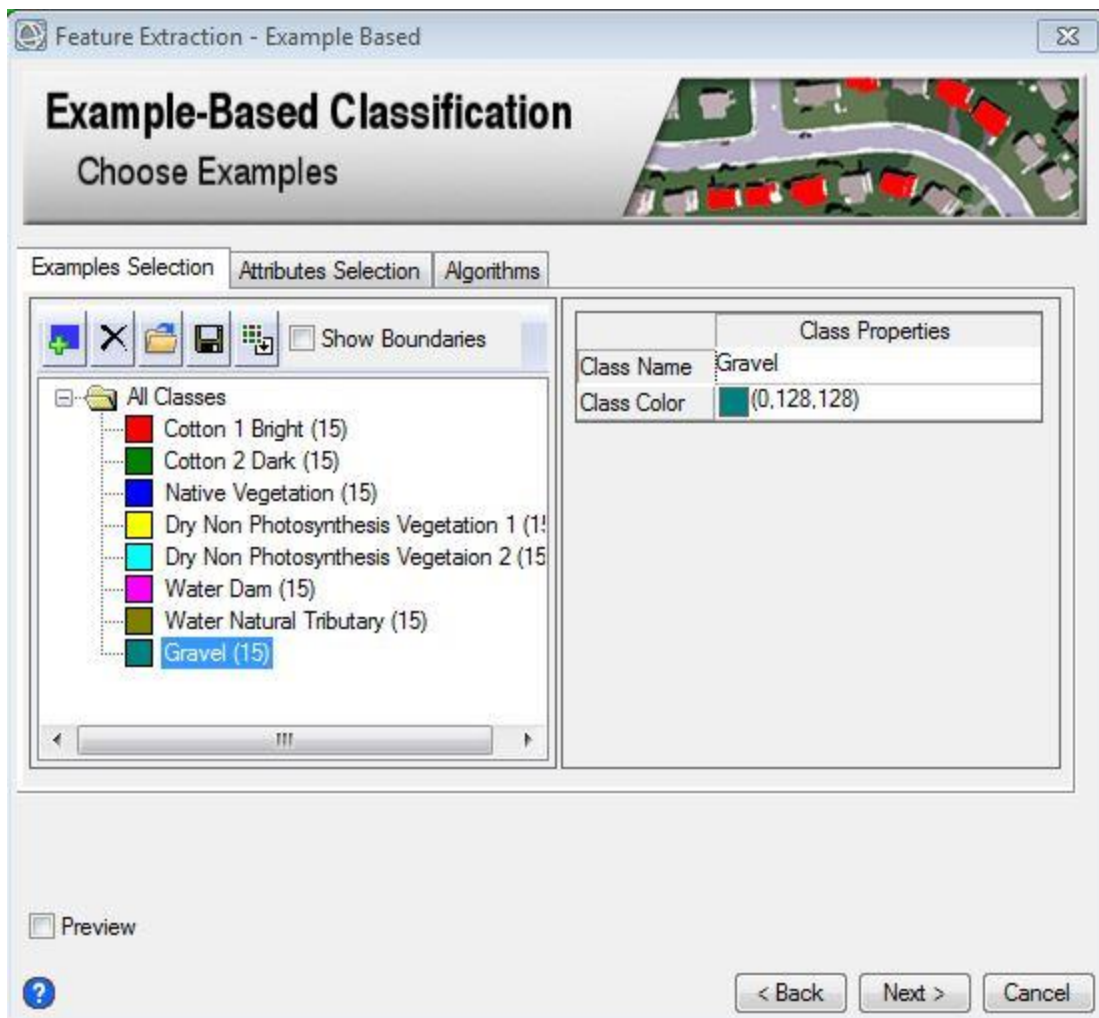 Feature Extraction - Example Based
Example-Based Classification
Choose Examples
Examples Selection Attributes Selection Algorithms
Show Boundaries
All Classes
Cotton 1 Bright (15)
Cotton 2 Dark (15)
Native Vegetation (15)
Dry Non Photosynthesis Vegetation 1 (1
Dry Non Photosynthesis Vegetaion 2 (15
Water Dam (15)
Water Natural Tributary (15)
Gravel (15)
Class Properties
Class Name Gravel
Class Color (0,128,128)
Preview
? < Back Next > Cancel